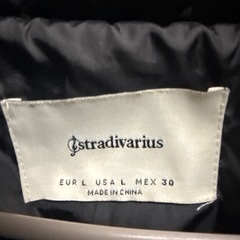 stradivarius
EUR L USA L MEX 30
MADE IN CHINA